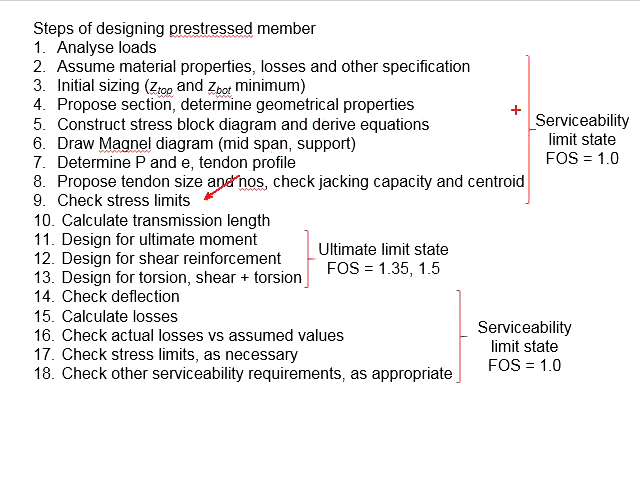 Steps of designing prestressed member
1. Analyse loads
2. Assume material properties, losses and other specification
3. Initial sizing (Ztop and Zbot minimum)
4. Propose section, determine geometrical properties
5. Construct stress block diagram and derive equations
6. Draw Magnel diagram (mid span, support)
7. Determine P and e, tendon profile
8. Propose tendon size and nos, check jacking capacity and centroid
9. Check stress limits
+
Serviceability
limit state
FOS = 1.0
10. Calculate transmission length
11. Design for ultimate moment
12. Design for shear reinforcement
13. Design for torsion, shear + torsion
Ultimate limit state
FOS = 1.35, 1.5
14. Check deflection
15. Calculate losses
16. Check actual losses vs assumed values
17. Check stress limits, as necessary
18. Check other serviceability requirements, as appropriate
Serviceability
limit state
FOS = 1.0